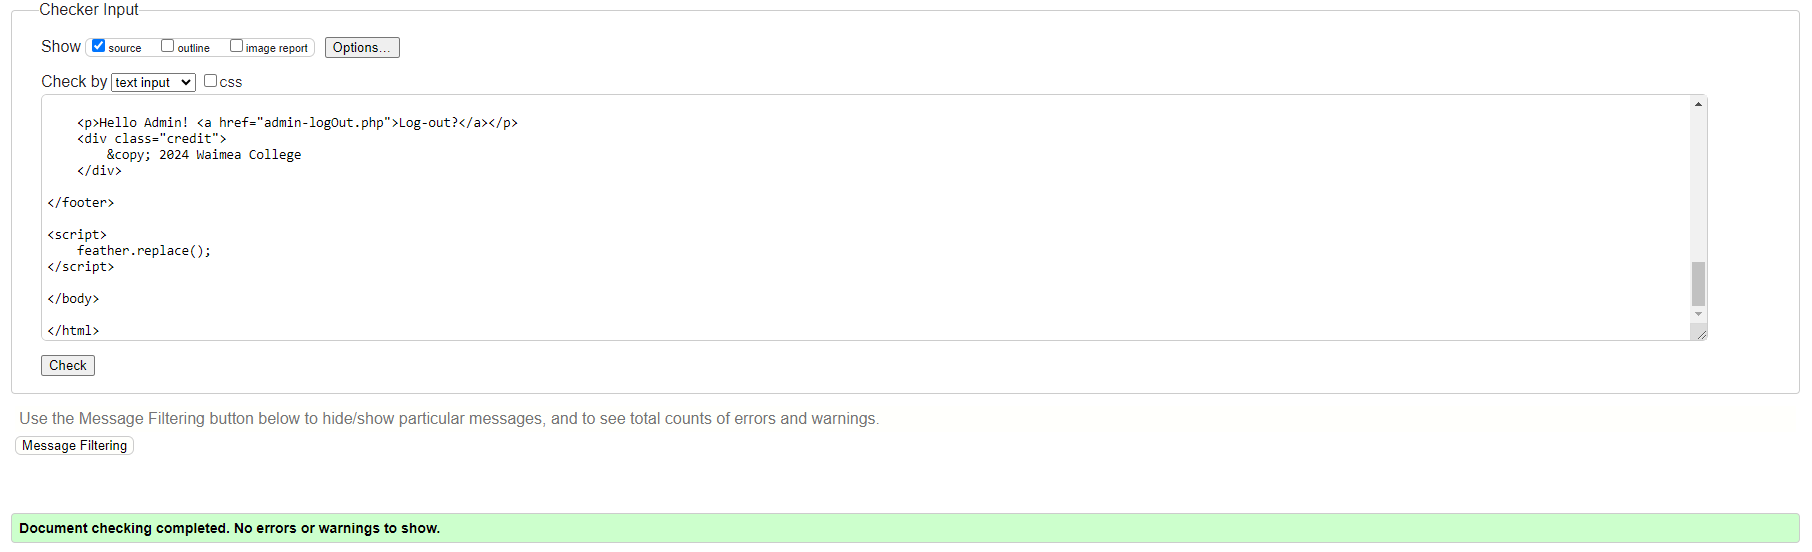 Checker Input
Show source outline image report Options...
Check by text input css
<p>Hello Admin! <a href="admin-logOut.php">Log-out?</a></p>
<div class="credit">
&copy; 2024 Waimea College
</div>
</footer>
<script>
feather.replace();
</script>
</body>
</html>
Check
Use the Message Filtering button below to hide/show particular messages, and to see total counts of errors and warnings.
Message Filtering
Document checking completed. No errors or warnings to show.